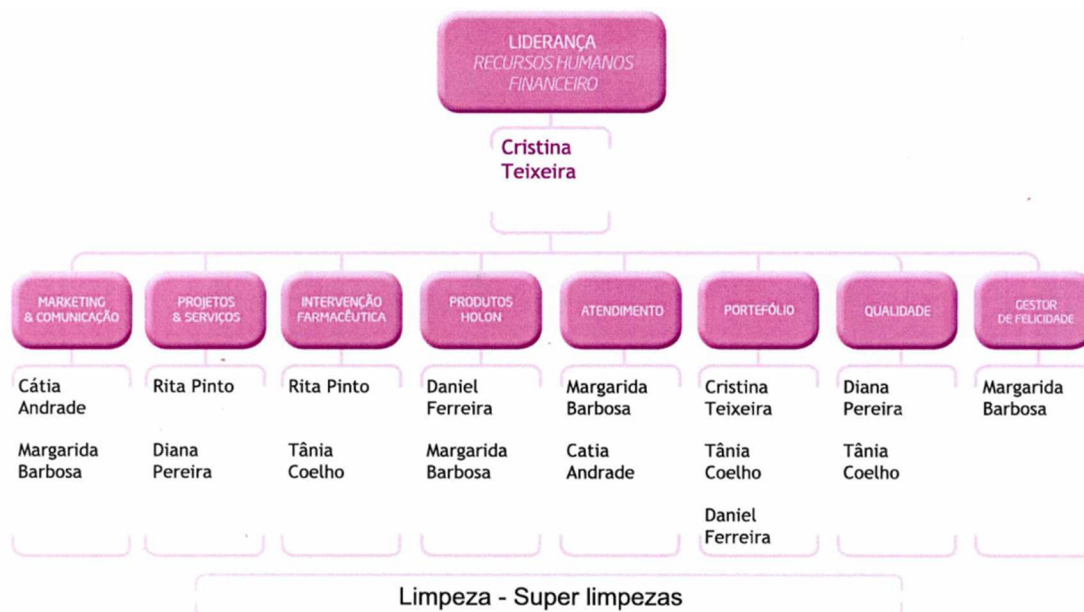 LIDERANÇA
RECURSOS HUMANOS
FINANCEIRO
Cristina
Teixeira
MARKETING
& COMUNICAÇÃO
Cátia
Andrade
Margarida
Barbosa
PROJETOS
& SERVIÇOS
Rita Pinto
Diana
Pereira
INTERVENÇÃO
FARMACÊUTICA
Rita Pinto
Tânia
Coelho
PRODUTOS
HOLON
Daniel
Ferreira
Margarida
Barbosa
ATENDIMENTO
Margarida
Barbosa
Catia
Andrade
PORTEFÓLIO
Cristina
Teixeira
Tânia
Coelho
Daniel
Ferreira
QUALIDADE
Diana
Pereira
Tânia
Coelho
GESTOR
DE FELICIDADE
Margarida
Barbosa
Limpeza - Super limpezas